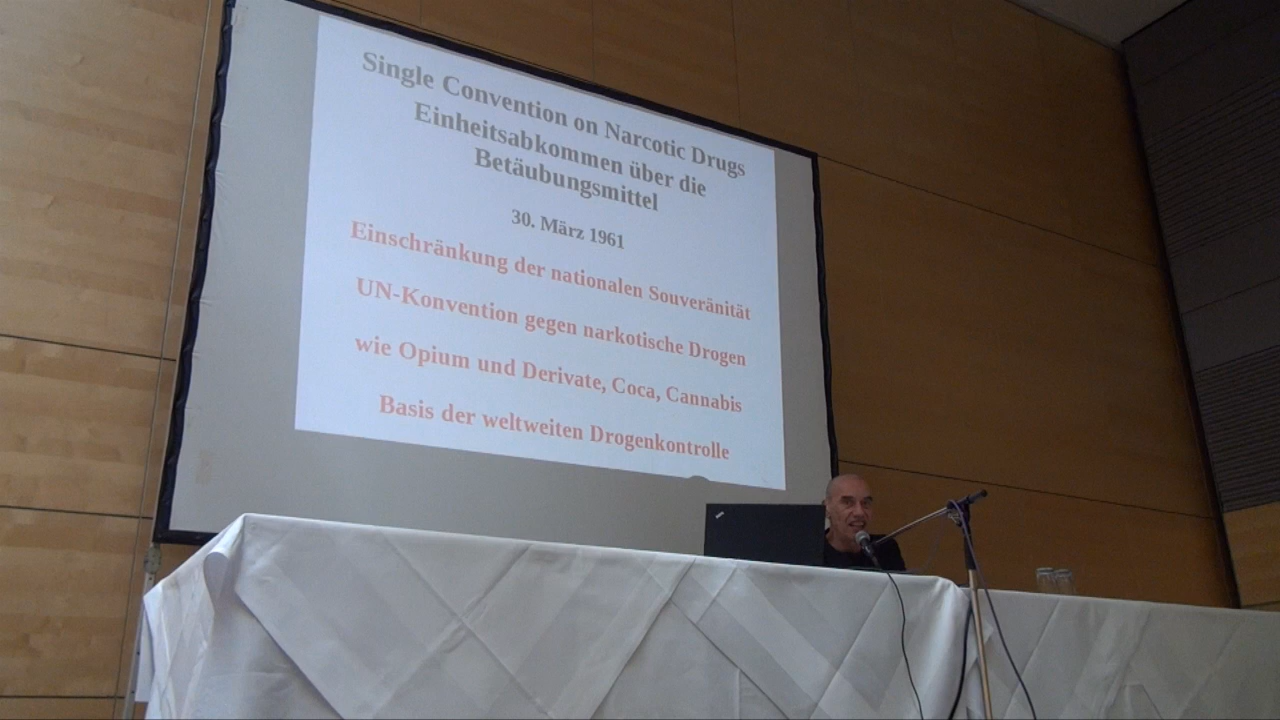 Single Convention on Narcotic Drugs
Einheitsabkommen über die
Betäubungsmittel
30. März 1961
Einschränkung der nationalen Souveränität
UN-Konvention gegen narkotische Drogen
wie Opium und Derivate, Coca, Cannabis
Basis der weltweiten Drogenkontrolle